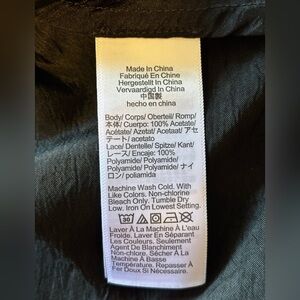 Made In China
Fabriqué En Chine
Hergestellt In China
Vervaardigd In China
中国製
hecho en china
Body/ Corps/ Oberteil/ Romp/
本体/ Cuerpo: 100% Acetate/
Acétate/ Azetat/ Acetaat/ アセ
テート/ acetato
Lace/ Dentelle/ Spitze/ Kant/
レース/ Encaje: 100%
Polyamide/ Polyamide/
Polyamid/ Polyamide/ ナイ
ロン/ poliamida
Machine Wash Cold. With
Like Colors. Non-chlorine
Bleach Only. Tumble Dry
Low. Iron On Lowest Setting.
30
Laver À La Machine À L'eau
Froide. Laver En Séparant
Les Couleurs. Seulement
Agent De Blanchiment
Non-chlore. Sécher À La
Machine À Basse
Température. Repasser À
Fer Doux Si Nécessaire.